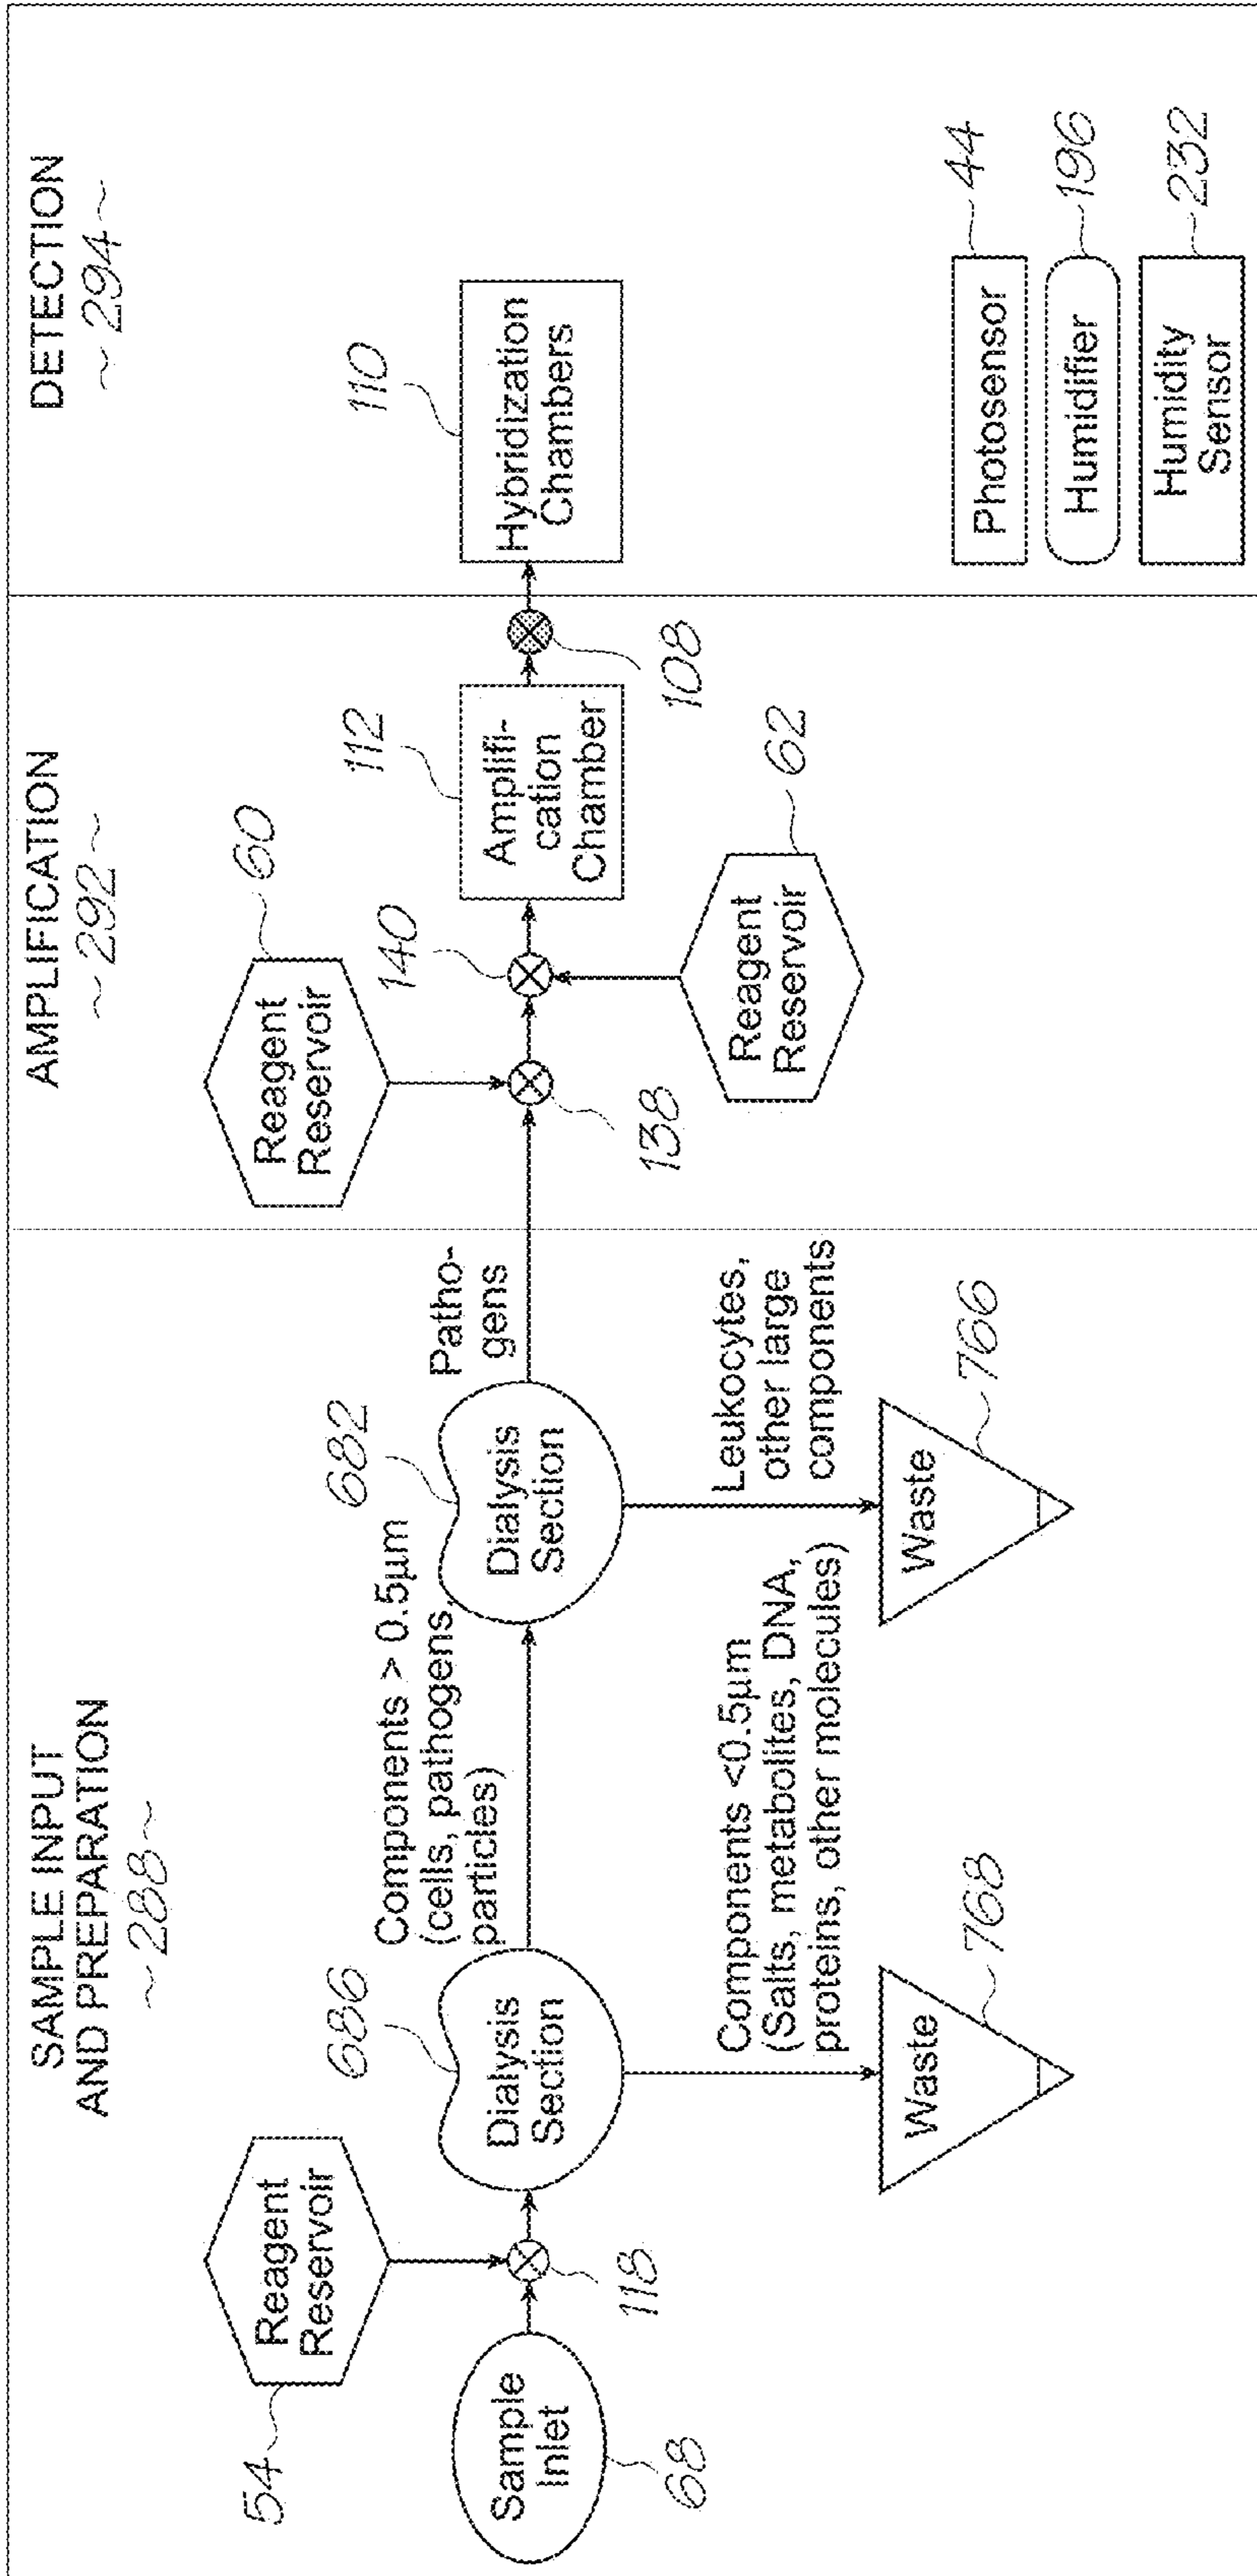 SAMPLE INPUT
AND PREPARATION
~288~
AMPLIFICATION
~292~
DETECTION
~294~
54
Reagent
Reservoir
Sample
Inlet
68
118
686
Dialysis
Section
Components > 0.5µm
(cells, pathogens,
particles)
Components <0.5µm
(Salts, metabolites, DNA,
proteins, other molecules)
Waste
768
682
Dialysis
Section
Patho-
gens
Leukocytes,
other large
components
Waste
766
60
Reagent
Reservoir
138
140
Reagent
Reservoir
62
112
Amplifi-
cation
Chamber
108
110
Hybridization
Chambers
Photosensor
44
Humidifier
196
Humidity
Sensor
232